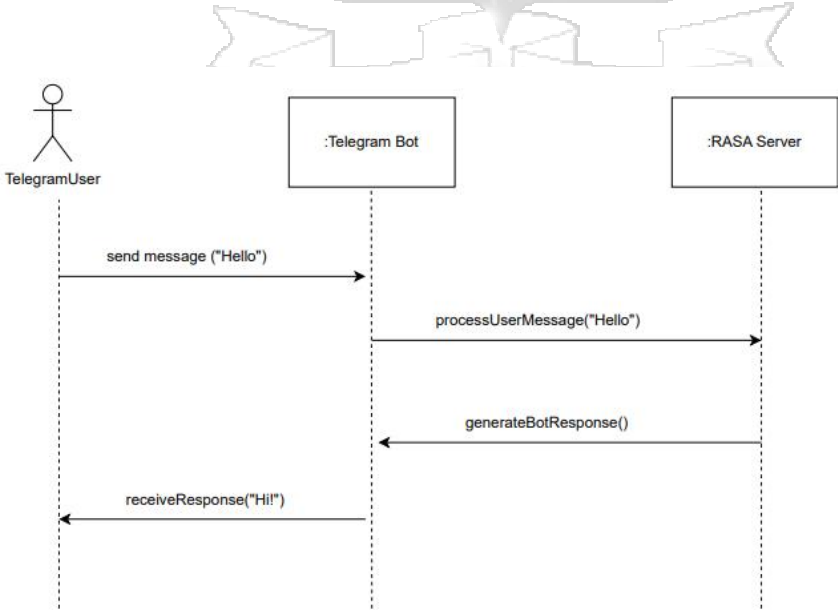 :Telegram Bot
:RASA Server
TelegramUser
send message ("Hello")
processUserMessage("Hello")
generateBotResponse()
receiveResponse("Hi!")